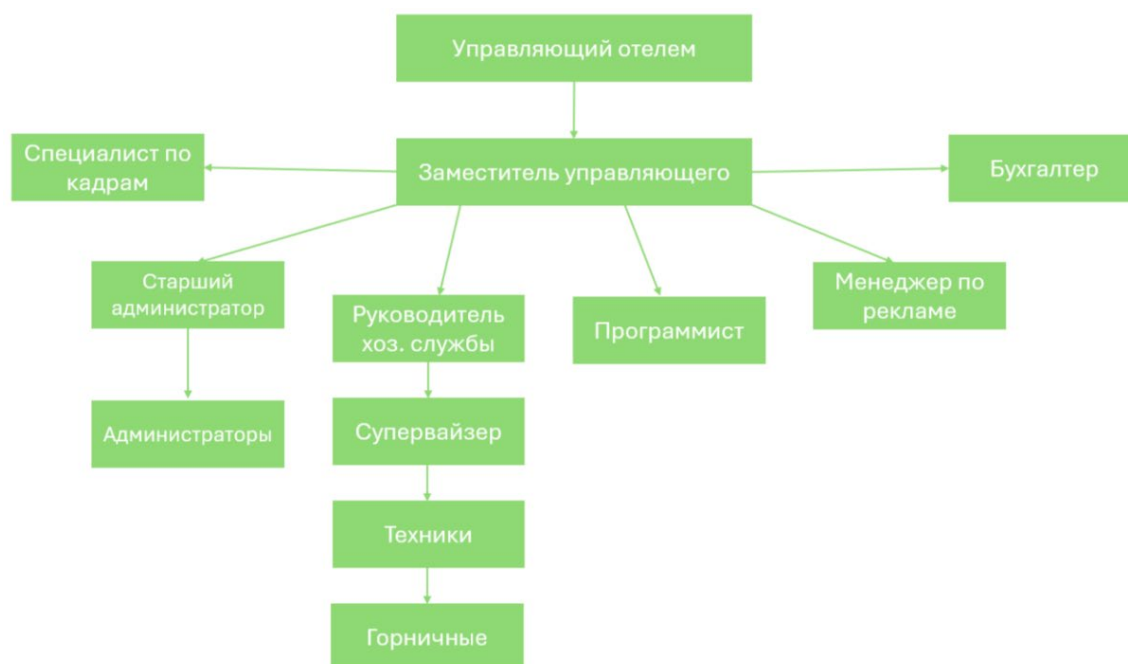 Управляющий отелем
Специалист по
кадрам
Заместитель управляющего
Бухгалтер
Старший
администратор
Руководитель
хоз. службы
Программист
Менеджер по
рекламе
Администраторы
Супервайзер
Техники
Горничные